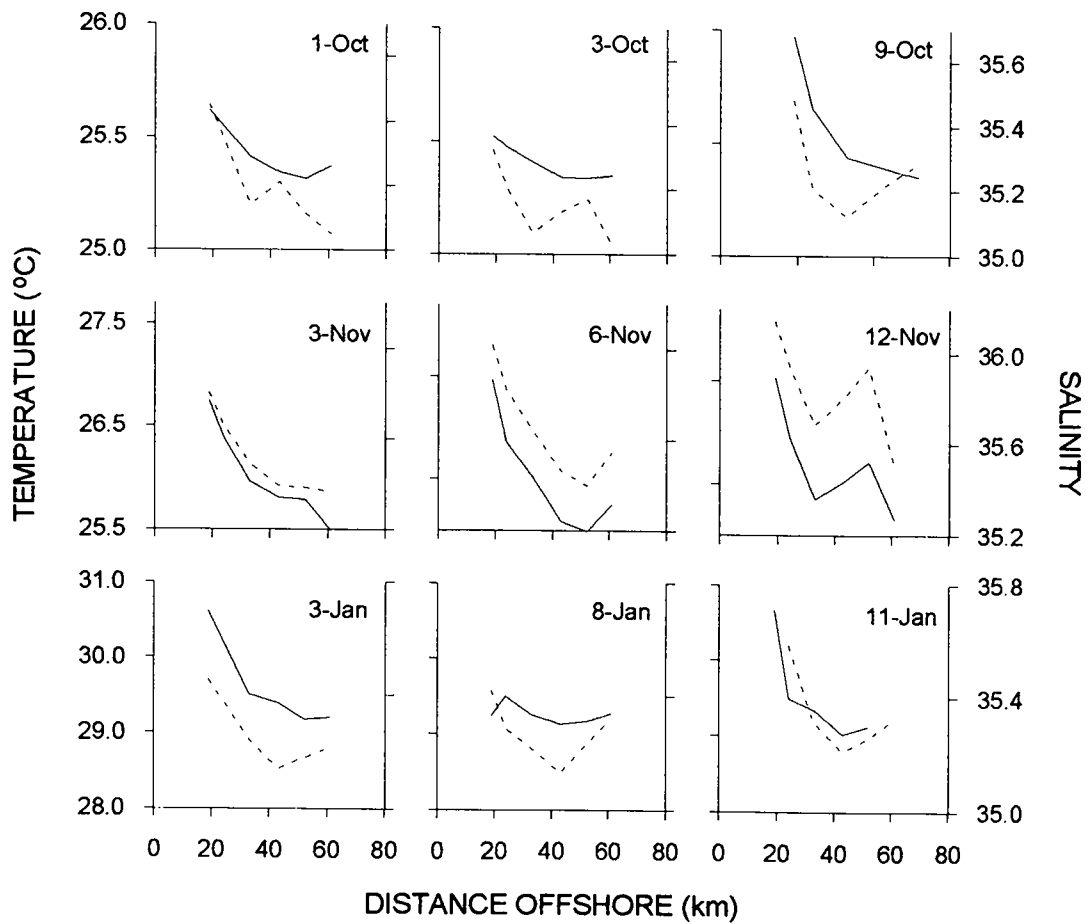 26.0
25.5
25.0
1-Oct
3-Oct
9-Oct
35.6
35.4
35.2
35.0
27.5
26.5
25.5
3-Nov
6-Nov
12-Nov
36.0
35.6
35.2
31.0
30.0
29.0
28.0
3-Jan
8-Jan
11-Jan
35.8
35.4
35.0
TEMPERATURE (ºC)
SALINITY
0 20 40 60 80 0 20 40 60 80 0 20 40 60 80
DISTANCE OFFSHORE (km)